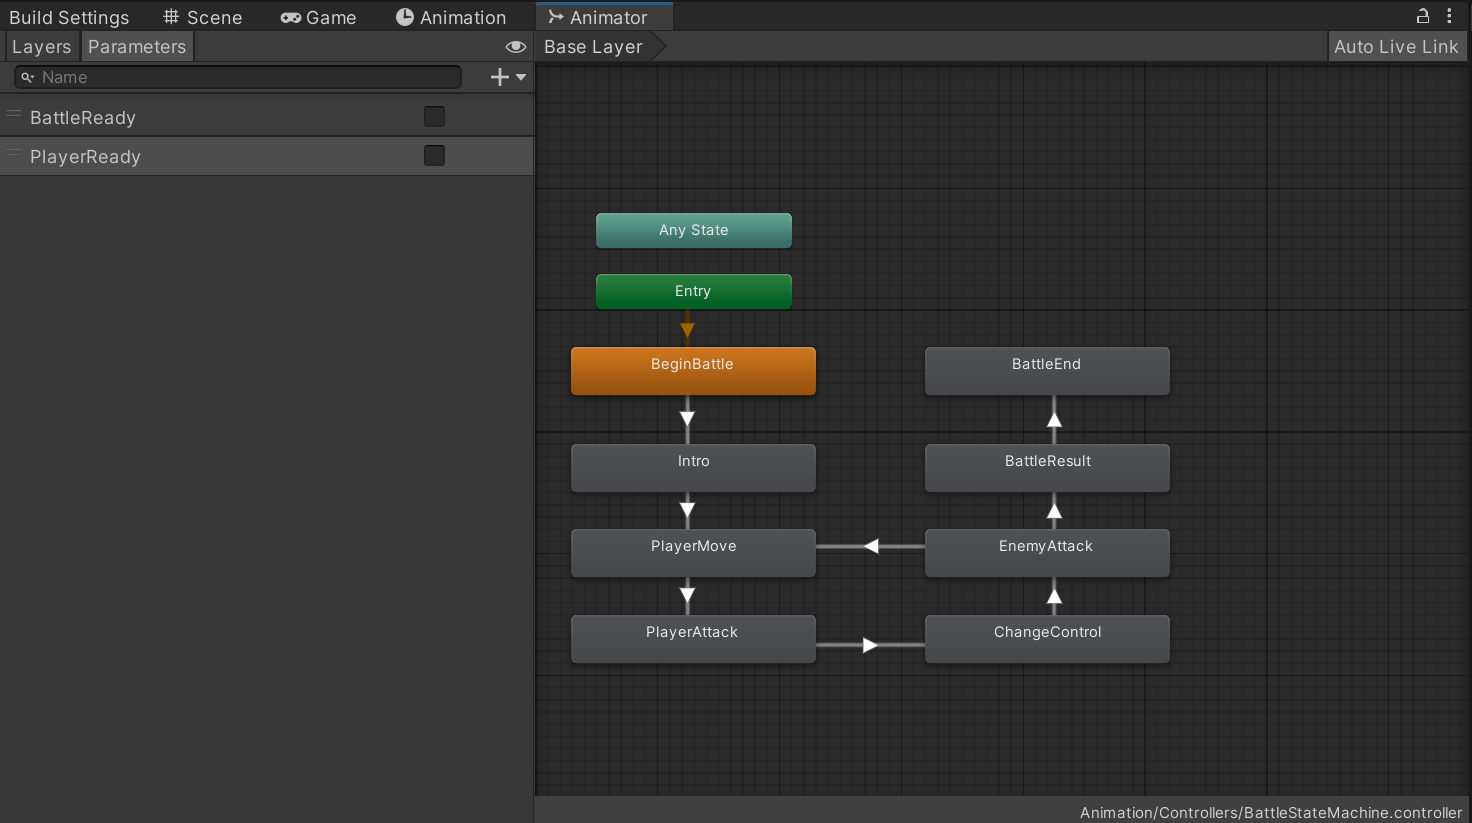 Build Settings Scene Game Animation Animator
Layers Parameters Base Layer Auto Live Link
Name
BattleReady
PlayerReady
Any State
Entry
BeginBattle BattleEnd
Intro BattleResult
PlayerMove EnemyAttack
PlayerAttack ChangeControl
Animation/Controllers/BattleStateMachine.controller